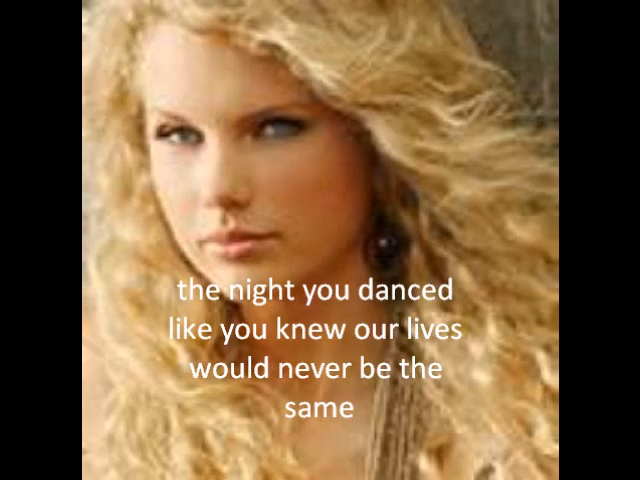 the night you danced
like you knew our lives
would never be the
same